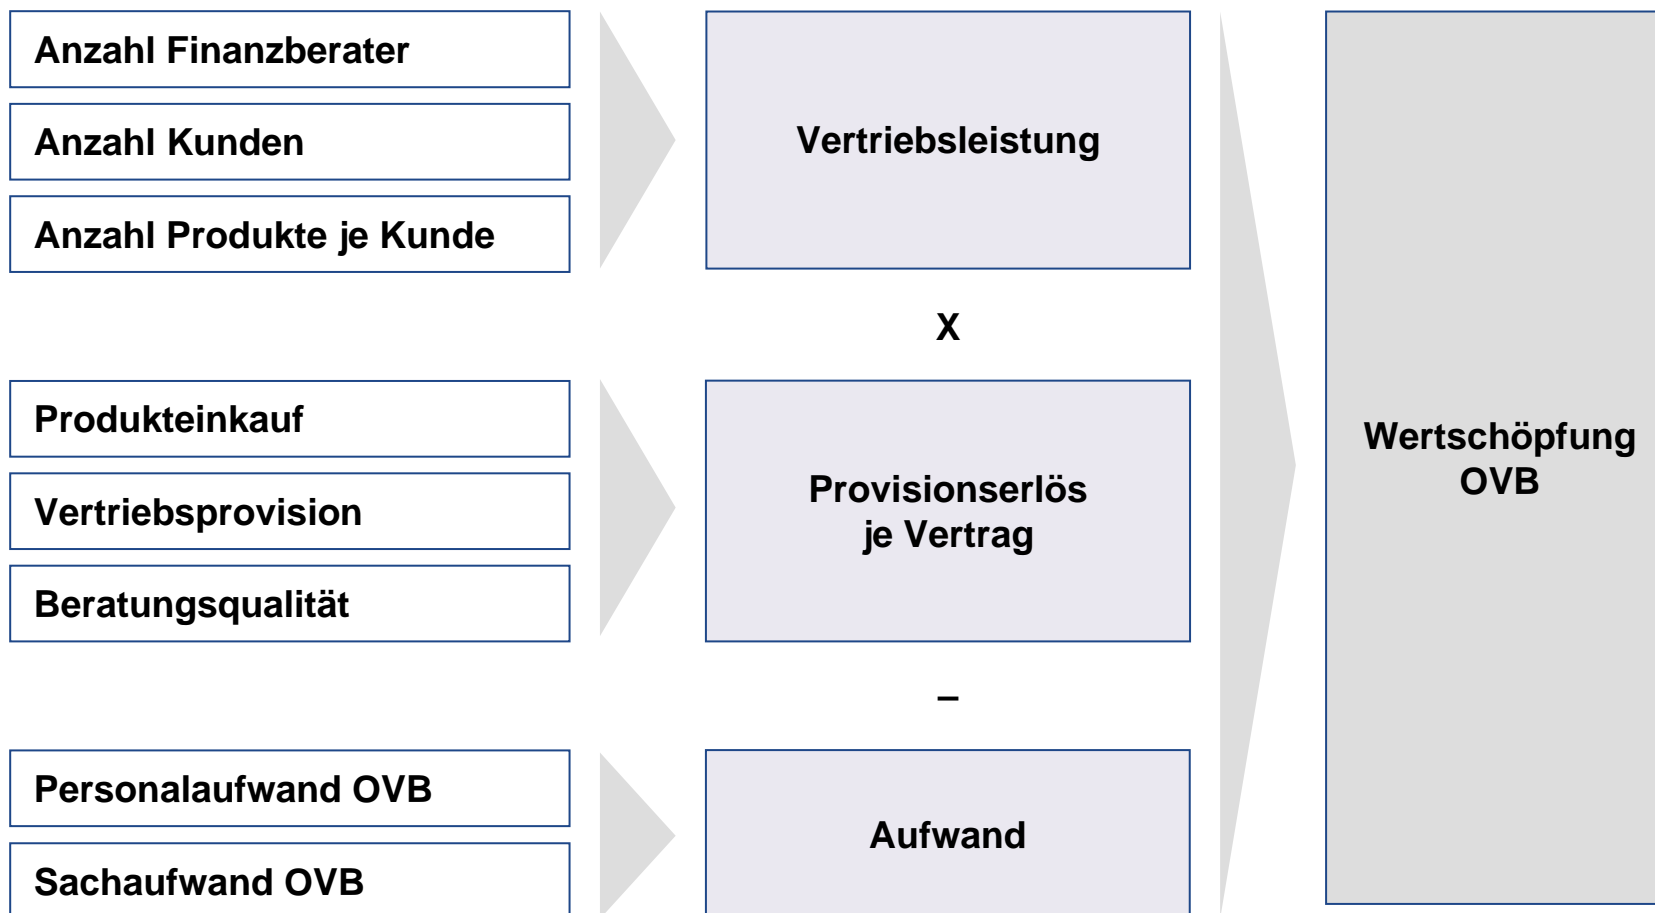 Anzahl Finanzberater
Anzahl Kunden
Anzahl Produkte je Kunde
Vertriebsleistung
X
Produkteinkauf
Vertriebsprovision
Beratungsqualität
Provisionserlös
je Vertrag
–
Personalaufwand OVB
Sachaufwand OVB
Aufwand
Wertschöpfung
OVB